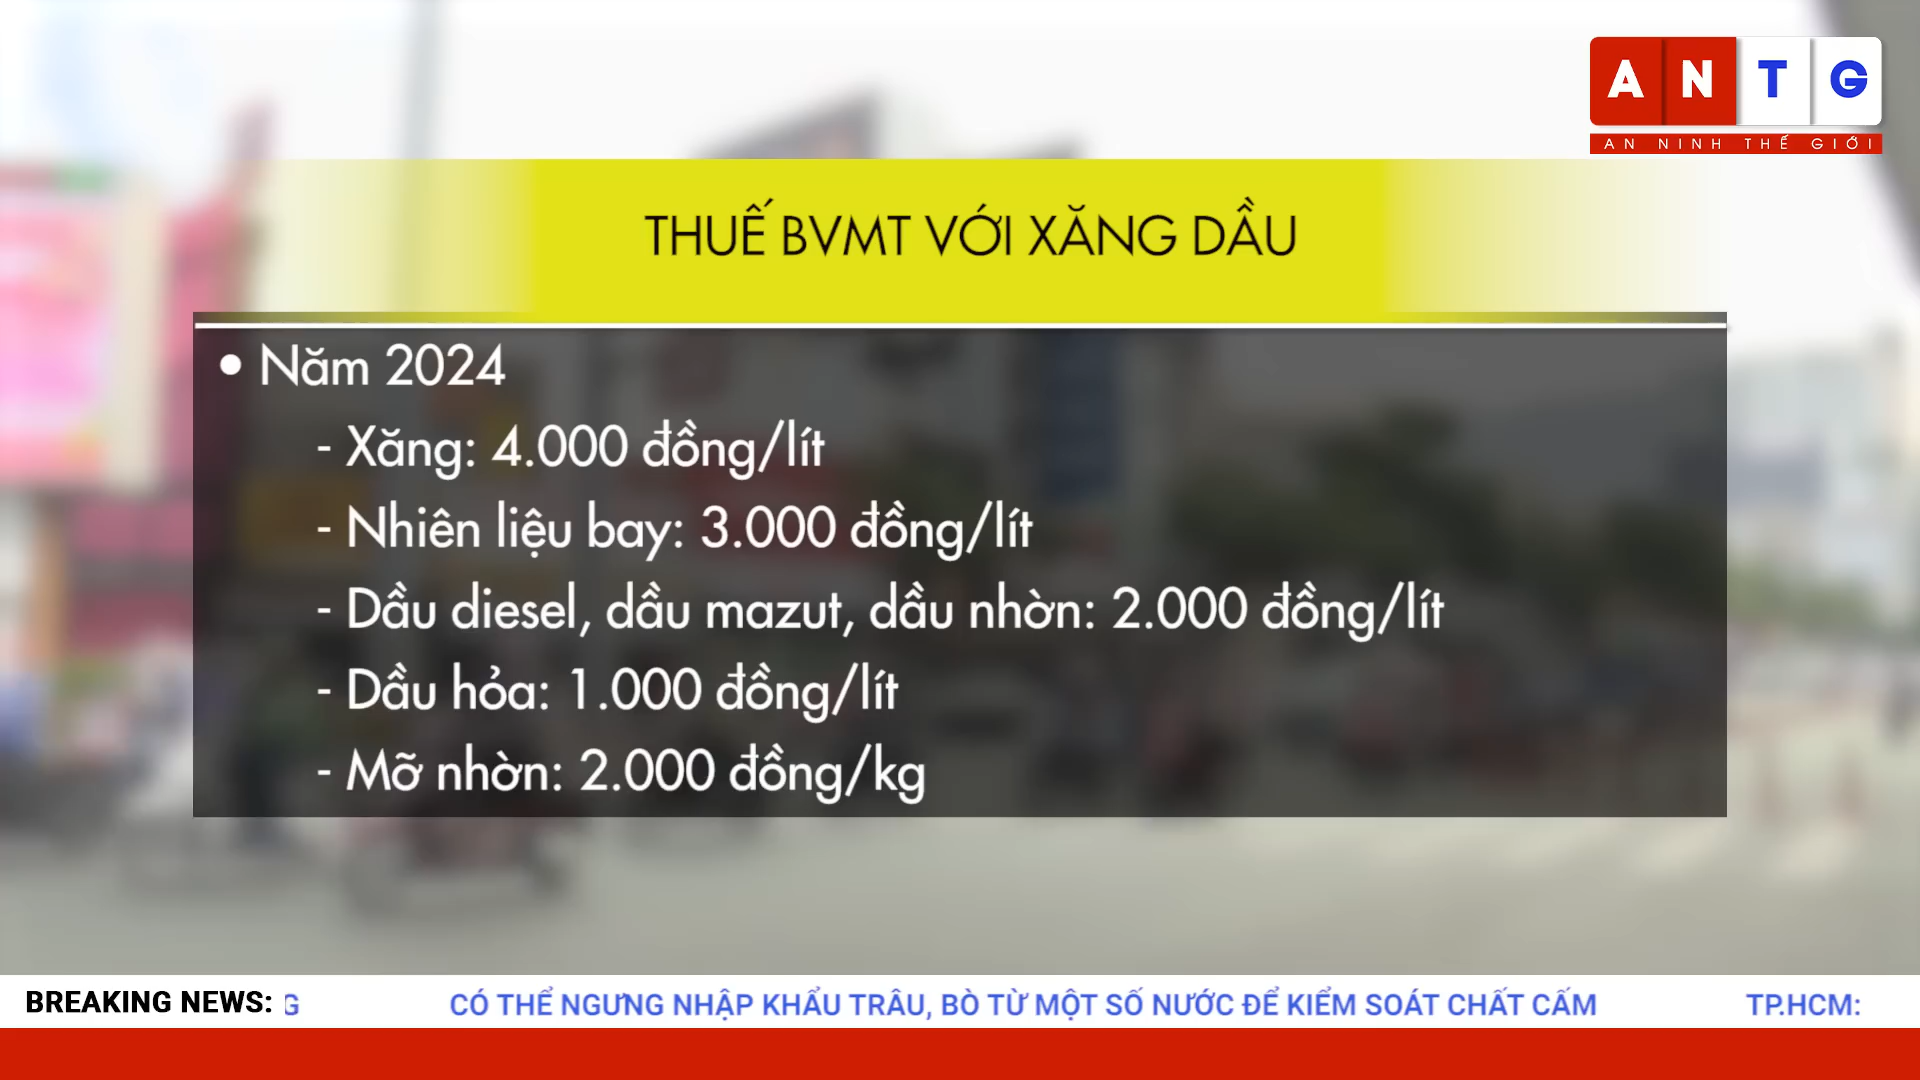 ANTG
AN NINH THẾ GIỚI
THUẾ BVMT VỚI XĂNG DẦU
• Năm 2024
- Xăng: 4.000 đồng/lít
- Nhiên liệu bay: 3.000 đồng/lít
- Dầu diesel, dầu mazut, dầu nhờn: 2.000 đồng/lít
- Dầu hỏa: 1.000 đồng/lít
- Mỡ nhờn: 2.000 đồng/kg
BREAKING NEWS: G CÓ THỂ NGƯNG NHẬP KHẨU TRÂU, BÒ TỪ MỘT SỐ NƯỚC ĐỂ KIỂM SOÁT CHẤT CẤM TP.HCM: